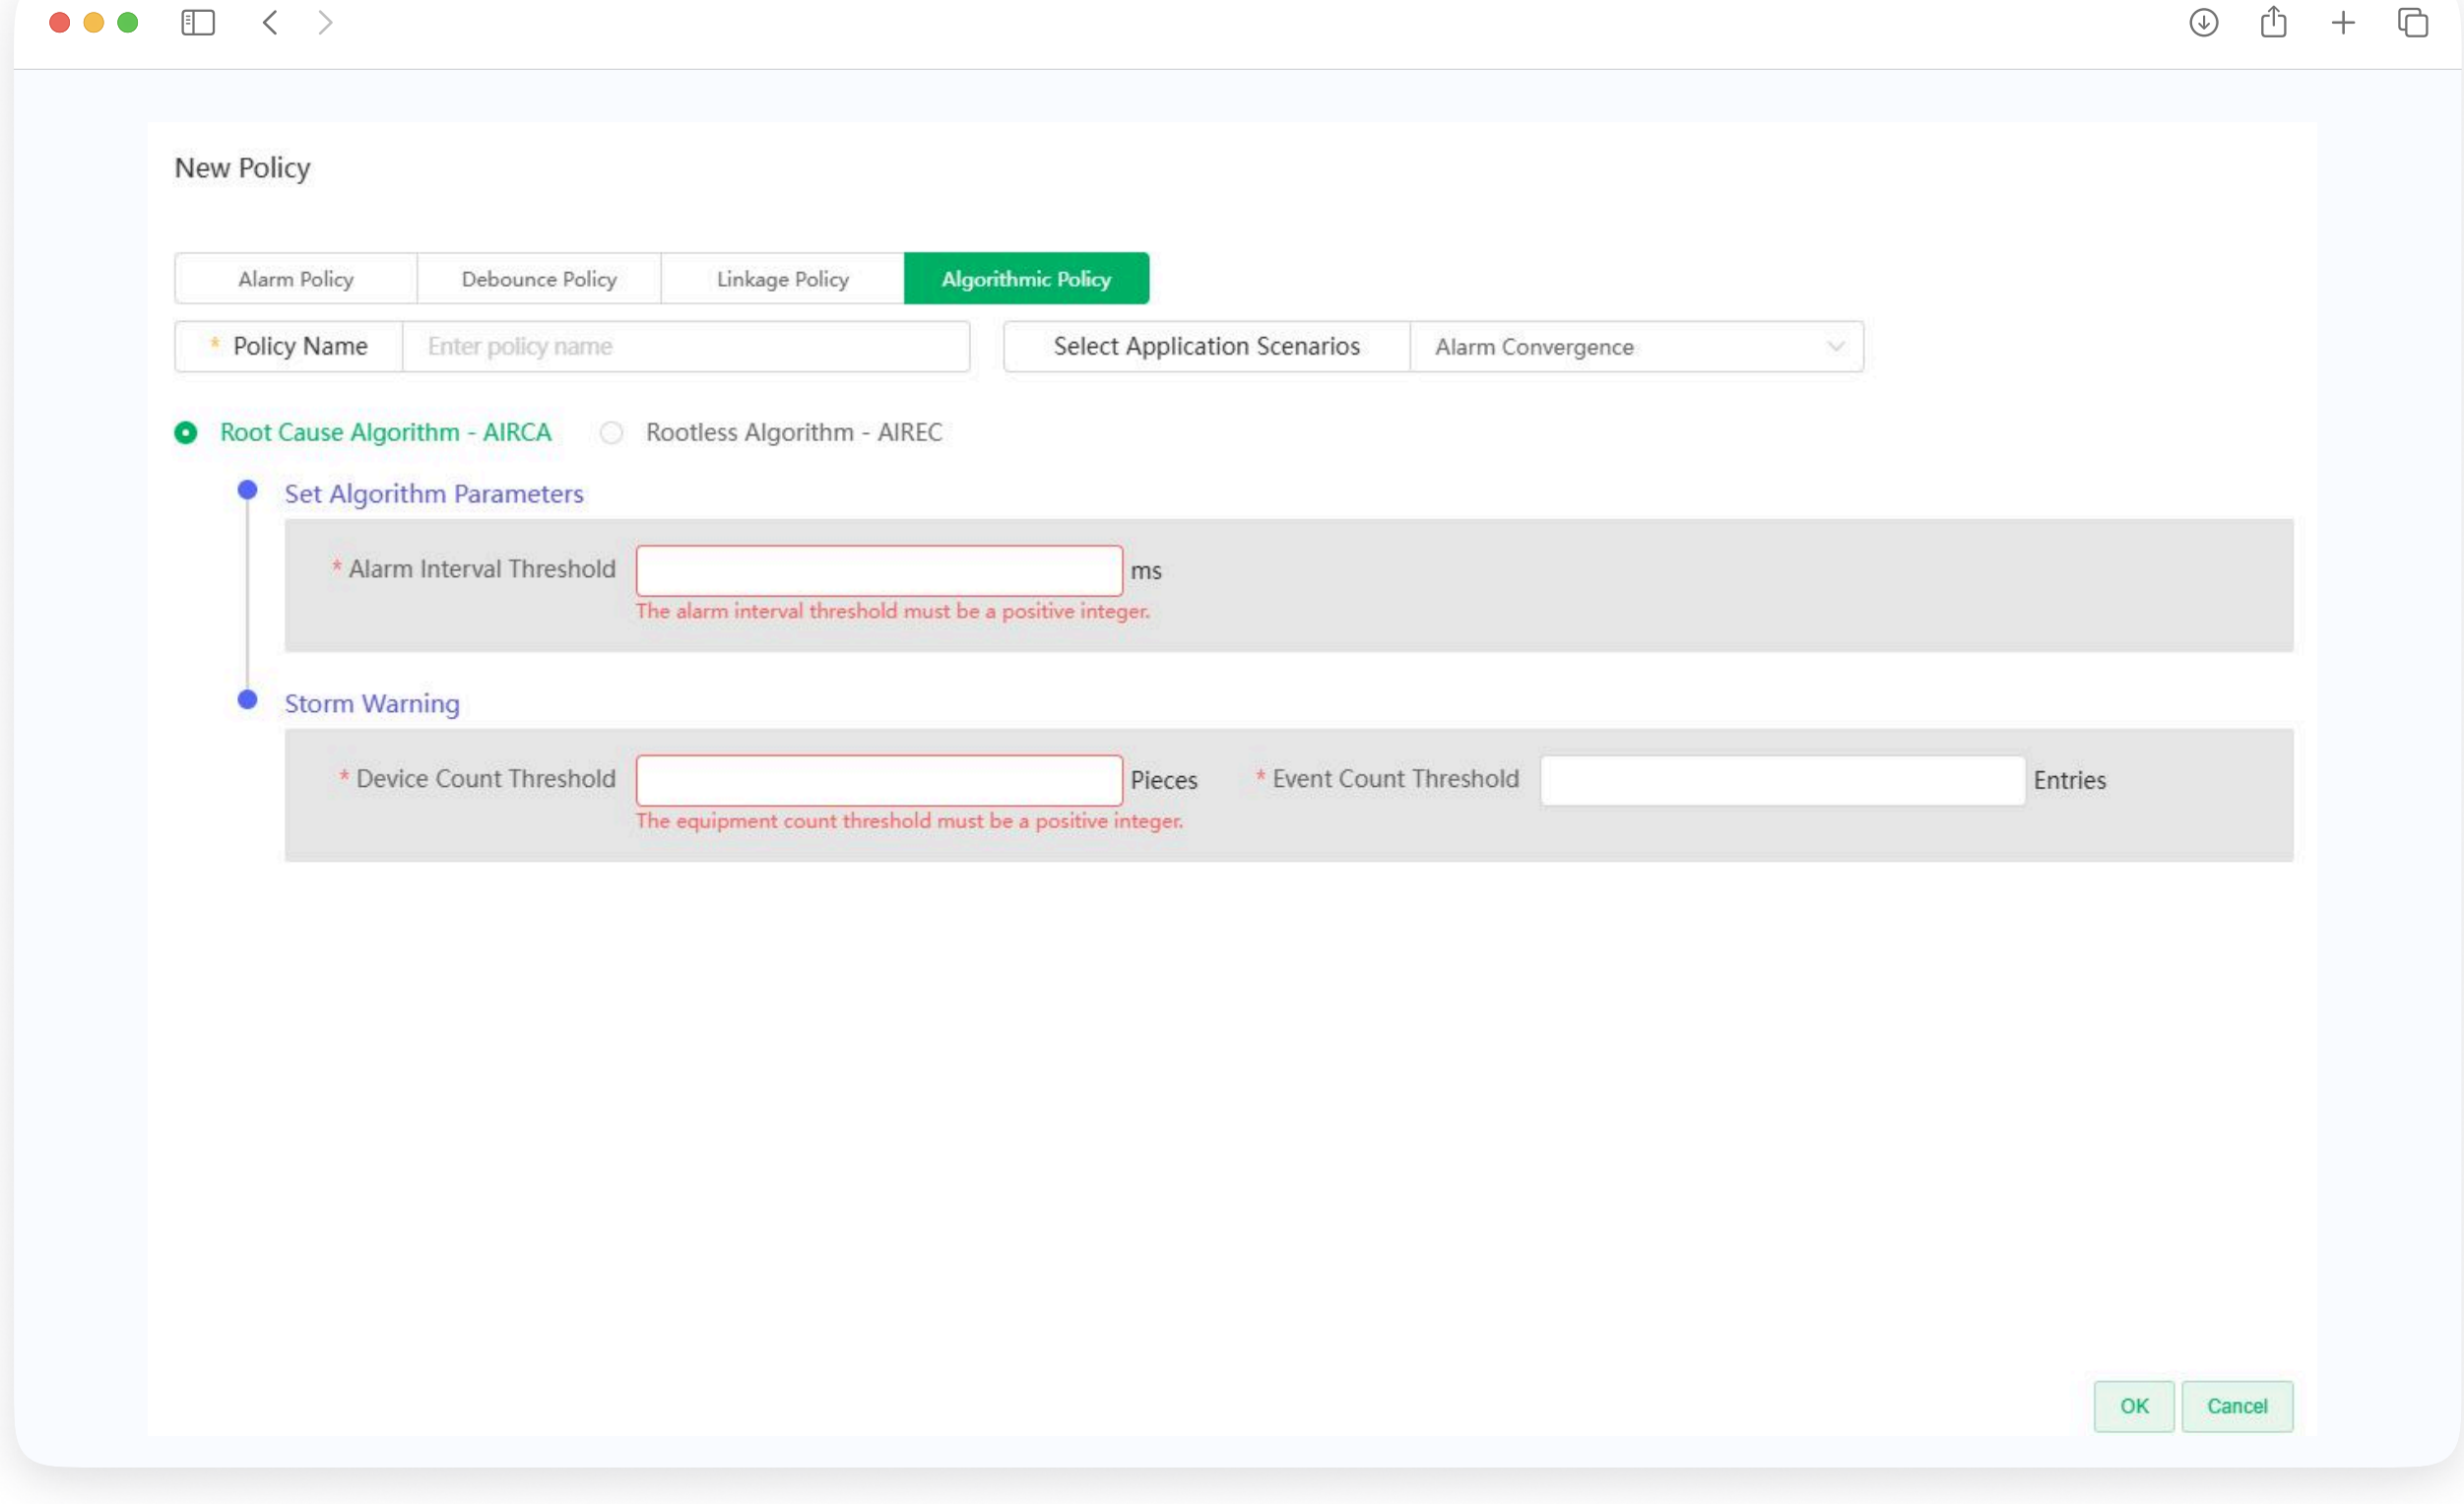 New Policy
Alarm Policy Debounce Policy Linkage Policy Algorithmic Policy
* Policy Name Enter policy name Select Application Scenarios Alarm Convergence
Root Cause Algorithm - AIRCA Rootless Algorithm - AIREC
Set Algorithm Parameters
* Alarm Interval Threshold ms
The alarm interval threshold must be a positive integer.
Storm Warning
* Device Count Threshold Pieces * Event Count Threshold Entries
The equipment count threshold must be a positive integer.
OK Cancel